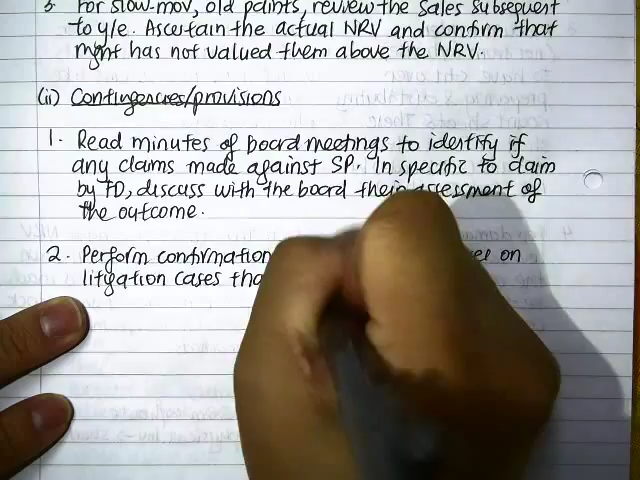 3. For slow-mov, old paints, review the sales subsequent
to y/e. Ascertain the actual NRV and confirm that
mgmt has not valued them above the NRV.
(ii) Contingencies/provisions
1. Read minutes of board meetings to identify if
any claims made against SP. In specific to claim
by FD, discuss with the board their assessment of
the outcome.
2. Perform confirmation on
litigation cases tha